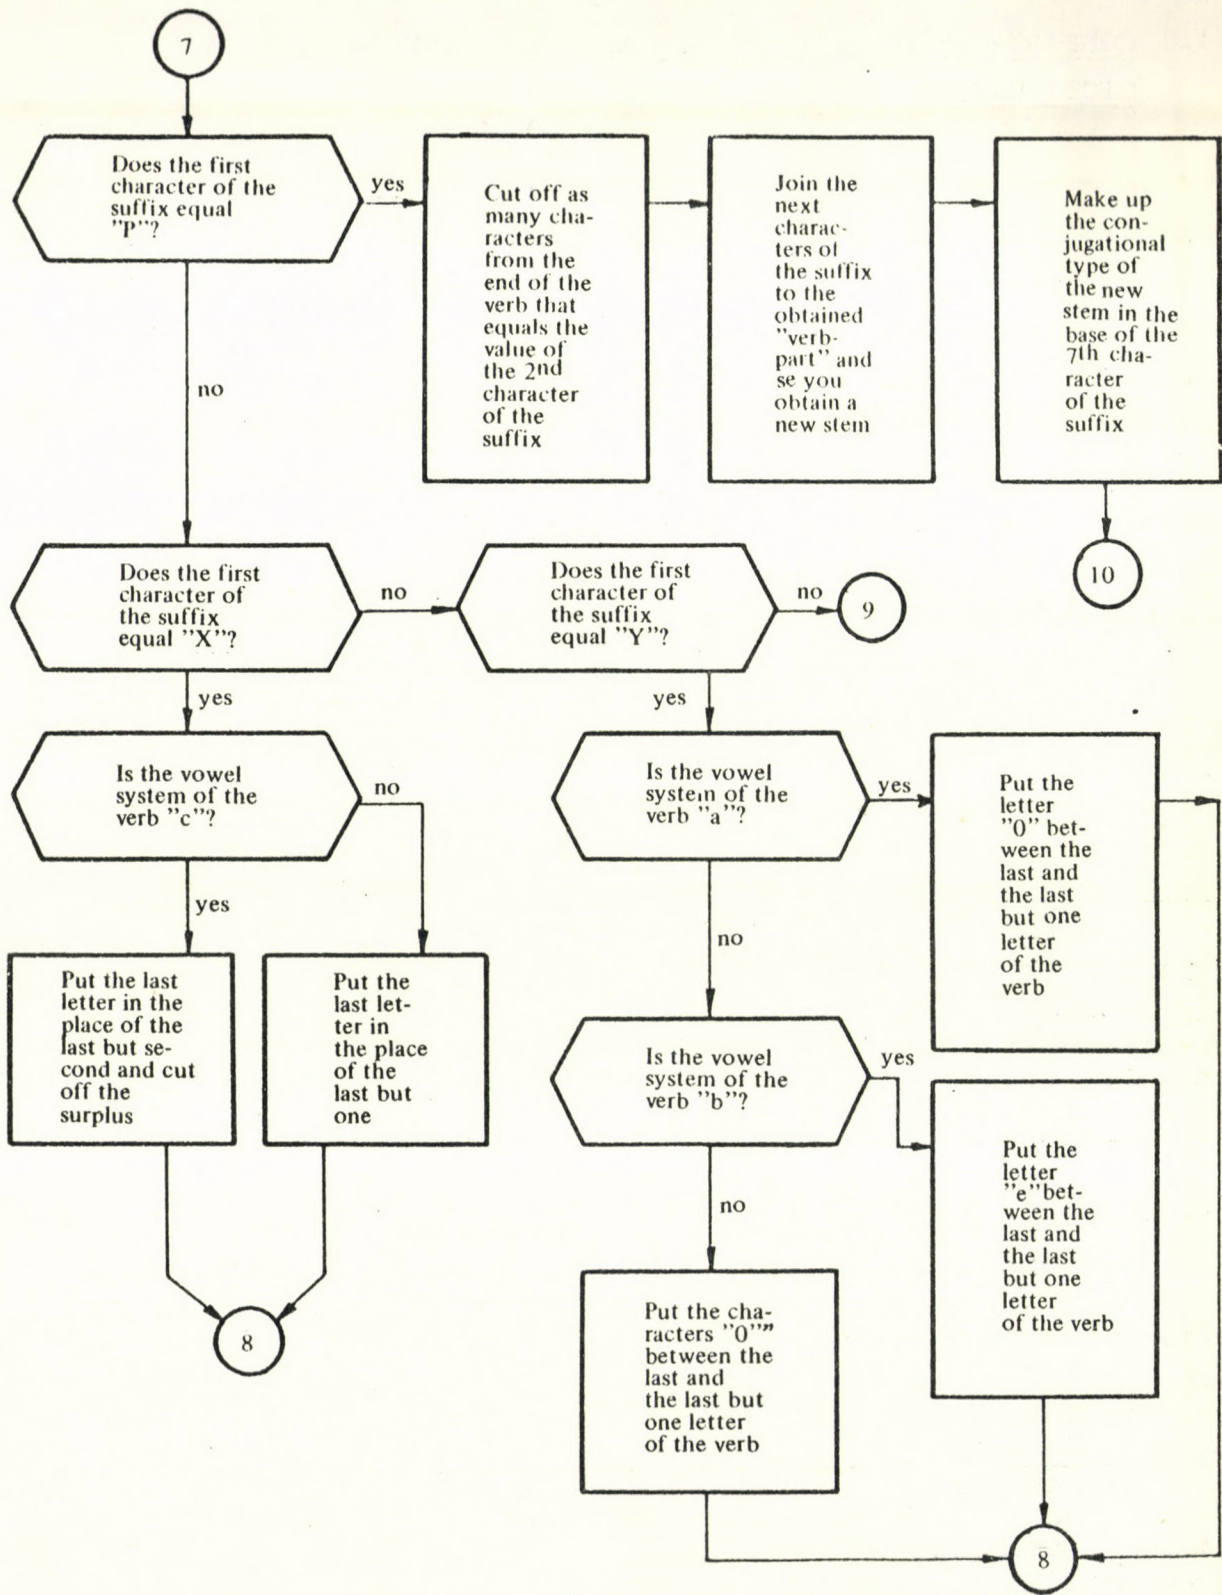 7
Does the first
character of the
suffix equal
"P"?
yes
Cut off as
many cha-
racters
from the
end of the
verb that
equals the
value of
the 2nd
character
of the
suffix
Join the
next
charac-
ters of
the suffix
to the
obtained
"verb-
part" and
se you
obtain a
new stem
Make up
the con-
jugational
type of
the new
stem in the
base of the
7th cha-
racter
of the
suffix
10
no
Does the first
character of
the suffix
equal "X"?
no
Does the first
character of
the suffix
equal "Y"?
no
9
yes
Is the vowel
system of the
verb "c"?
no
yes
Put the last
letter in the
place of the
last but se-
cond and cut
off the
surplus
Put the
last let-
ter in
the place
of the
last but
one
8
yes
Is the vowel
system of the
verb "a"?
yes
Put the
letter
"0" bet-
ween the
last and
the last
but one
letter
of the
verb
no
Is the vowel
system of the
verb "b"?
yes
Put the
letter
"e" bet-
ween the
last and
the last
but one
letter
of the verb
no
Put the cha-
racters "0""
between the
last and
the last but
one letter
of the verb
8